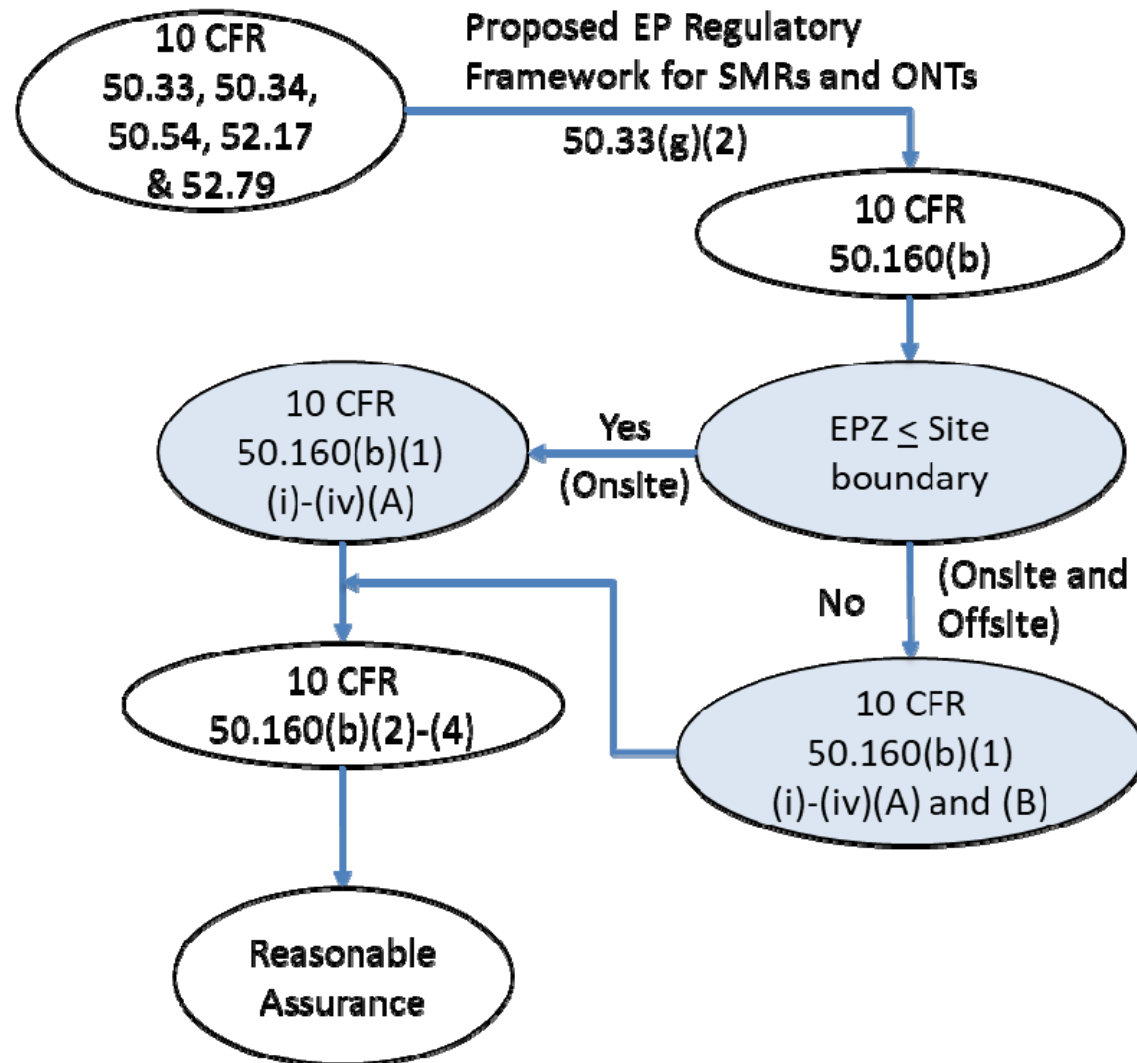 10 CFR
50.33, 50.34,
50.54, 52.17
& 52.79
Proposed EP Regulatory
Framework for SMRs and ONTs
50.33(g)(2)
10 CFR
50.160(b)
EPZ ≤ Site
boundary
Yes
(Onsite)
10 CFR
50.160(b)(1)
(i)-(iv)(A)
No
(Onsite and
Offsite)
10 CFR
50.160(b)(1)
(i)-(iv)(A) and (B)
10 CFR
50.160(b)(2)-(4)
Reasonable
Assurance